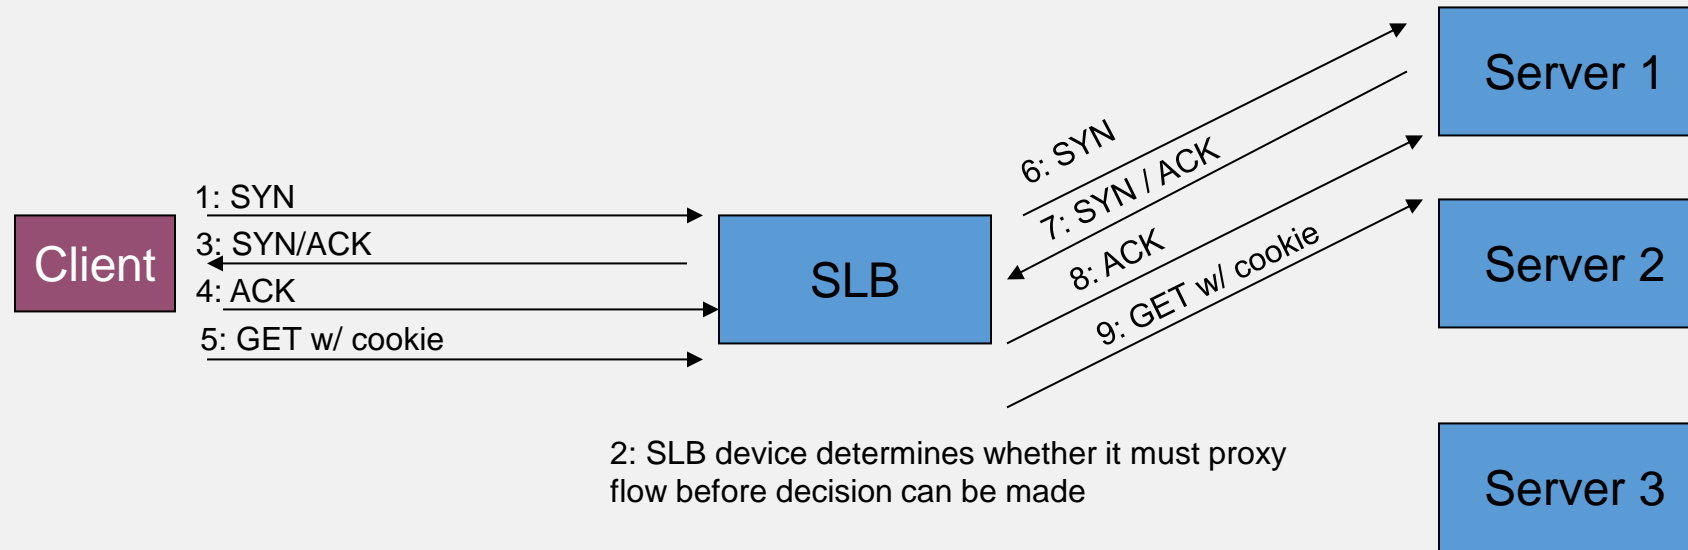 Server 1
6: SYN
7: SYN / ACK
1: SYN
Client
3: SYN/ACK
SLB
8: ACK
Server 2
4: ACK
9: GET w/ cookie
5: GET w/ cookie
2: SLB device determines whether it must proxy
flow before decision can be made
Server 3